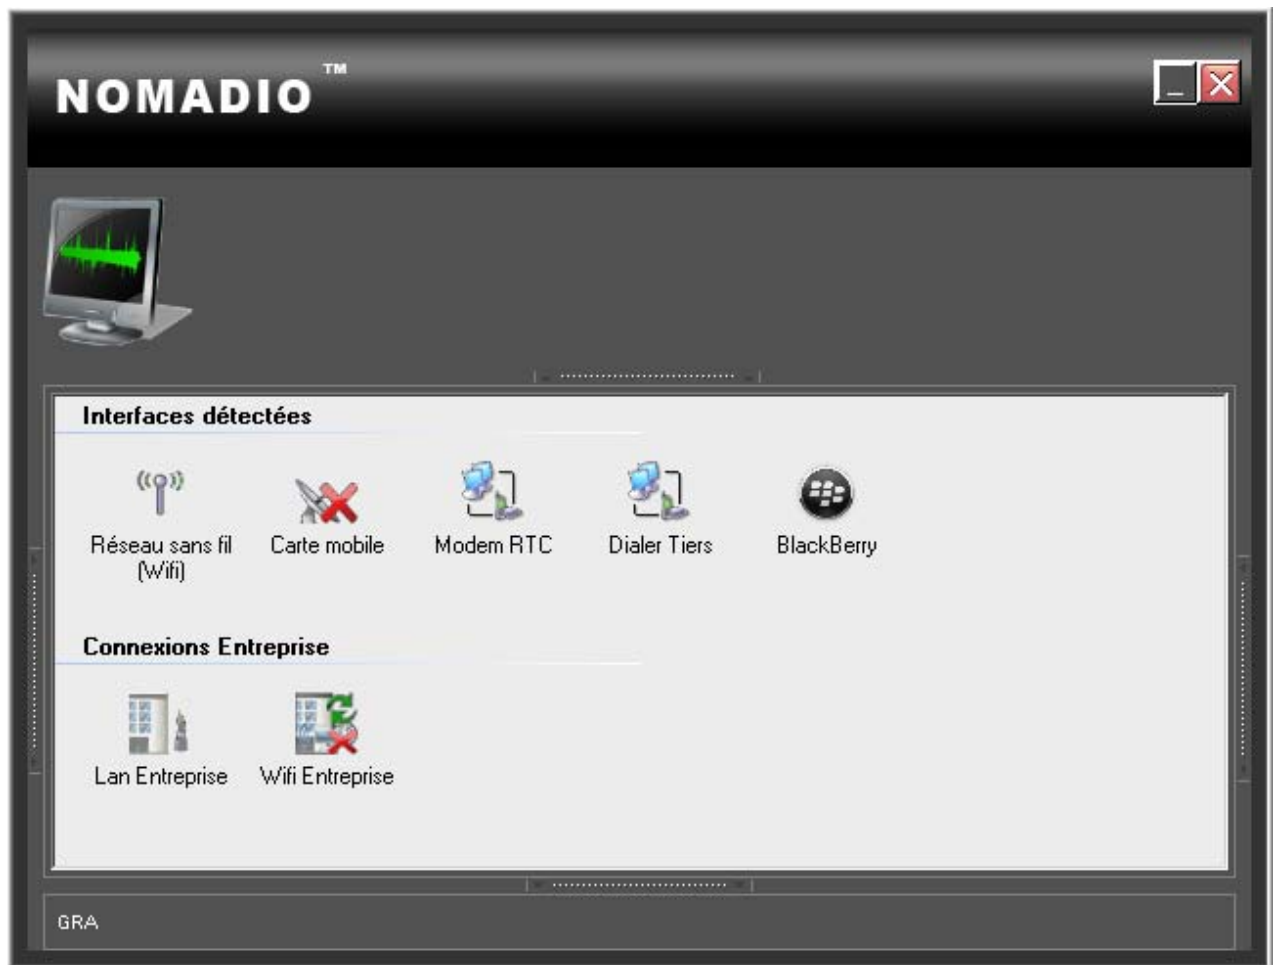 NOMADIO™
Interfaces détectées
Réseau sans fil
(Wifi)
Carte mobile
Modem RTC
Dialer Tiers
BlackBerry
Connexions Entreprise
Lan Entreprise
Wifi Entreprise
GRA